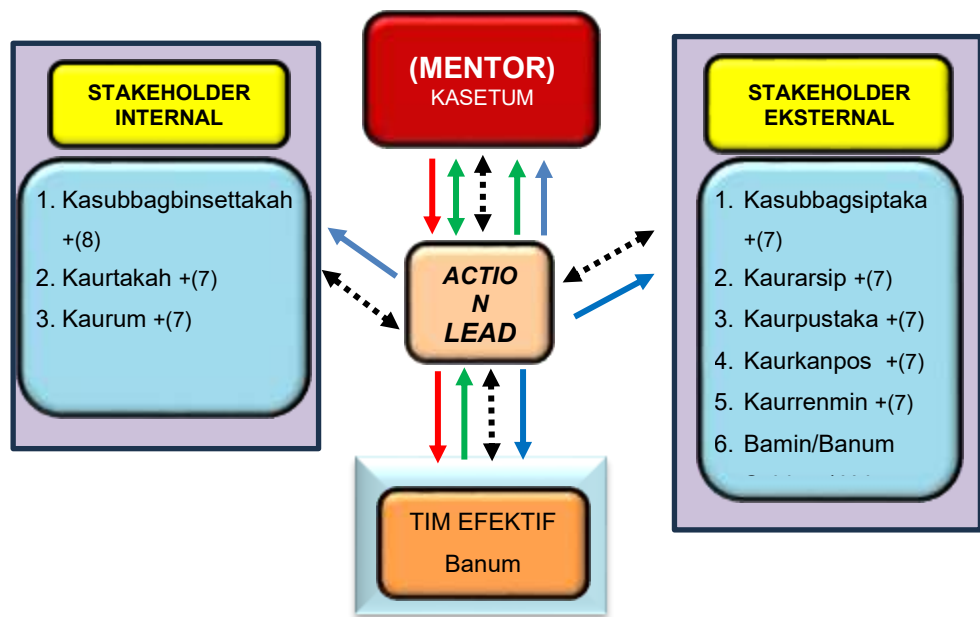 (MENTOR)
KASETUM
STAKEHOLDER
INTERNAL
1. Kasubbagbinsettakah
+(8)
2. Kaurtakah +(7)
3. Kaurum +(7)
ACTIO
N
LEAD
STAKEHOLDER
EKSTERNAL
1. Kasubbagsiptaka
+(7)
2. Kaurarsip +(7)
3. Kaurpustaka +(7)
4. Kaurkanpos +(7)
5. Kaurrenmin +(7)
6. Bamin/Banum
TIM EFEKTIF
Banum